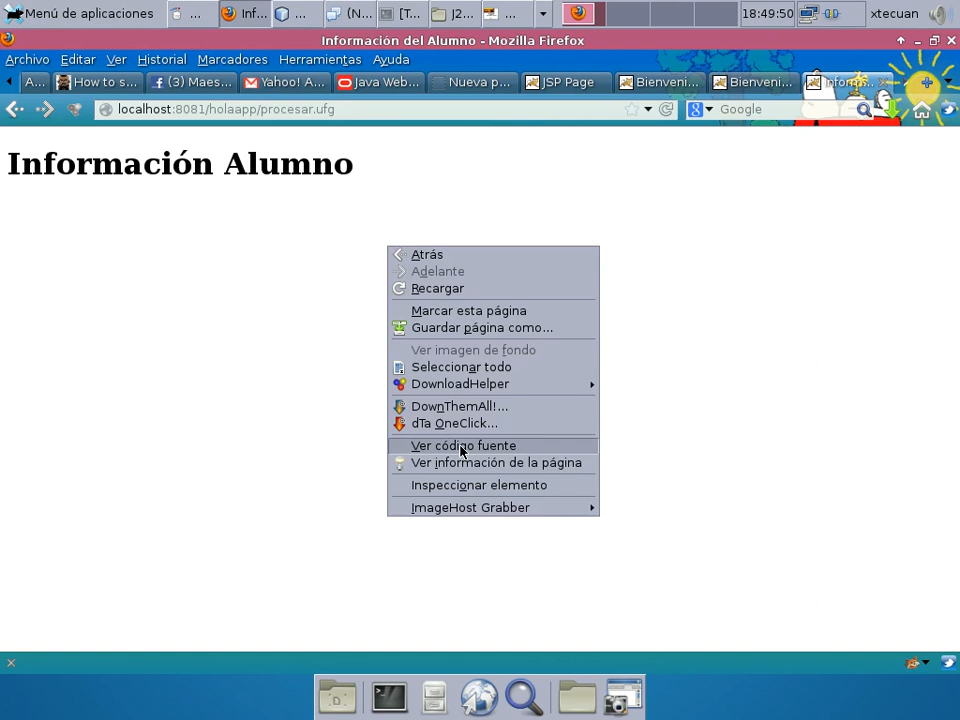 Menú de aplicaciones
...
Inf...
...
(N...
[T...
J2...
...
18:49:50
xtecuan
Información del Alumno - Mozilla Firefox
Archivo Editar Ver Historial Marcadores Herramientas Ayuda
A...
How to s...
(3) Maes...
Yahoo! A...
Java Web...
Nueva p...
JSP Page
Bienveni...
Bienveni...
localhost:8081/holaapp/procesar.ufg
Google
Información Alumno
Atrás
Adelante
Recargar
Marcar esta página
Guardar página como...
Ver imagen de fondo
Seleccionar todo
DownloadHelper
DownThemAll!...
dTa OneClick...
Ver código fuente
Ver información de la página
Inspeccionar elemento
ImageHost Grabber